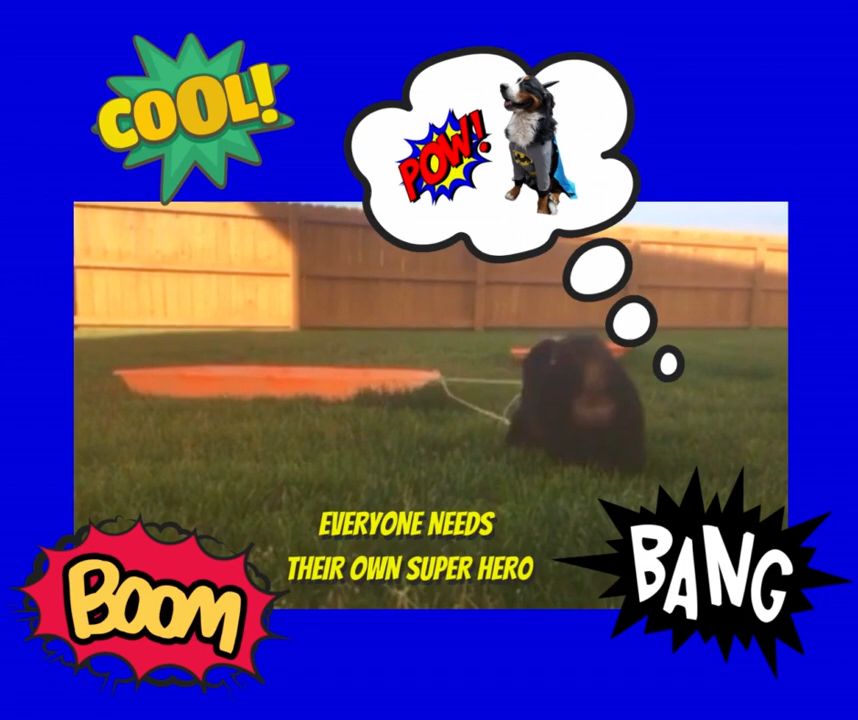 COOL!
POW!
EVERYONE NEEDS
THEIR OWN SUPER HERO
BOOM
BANG